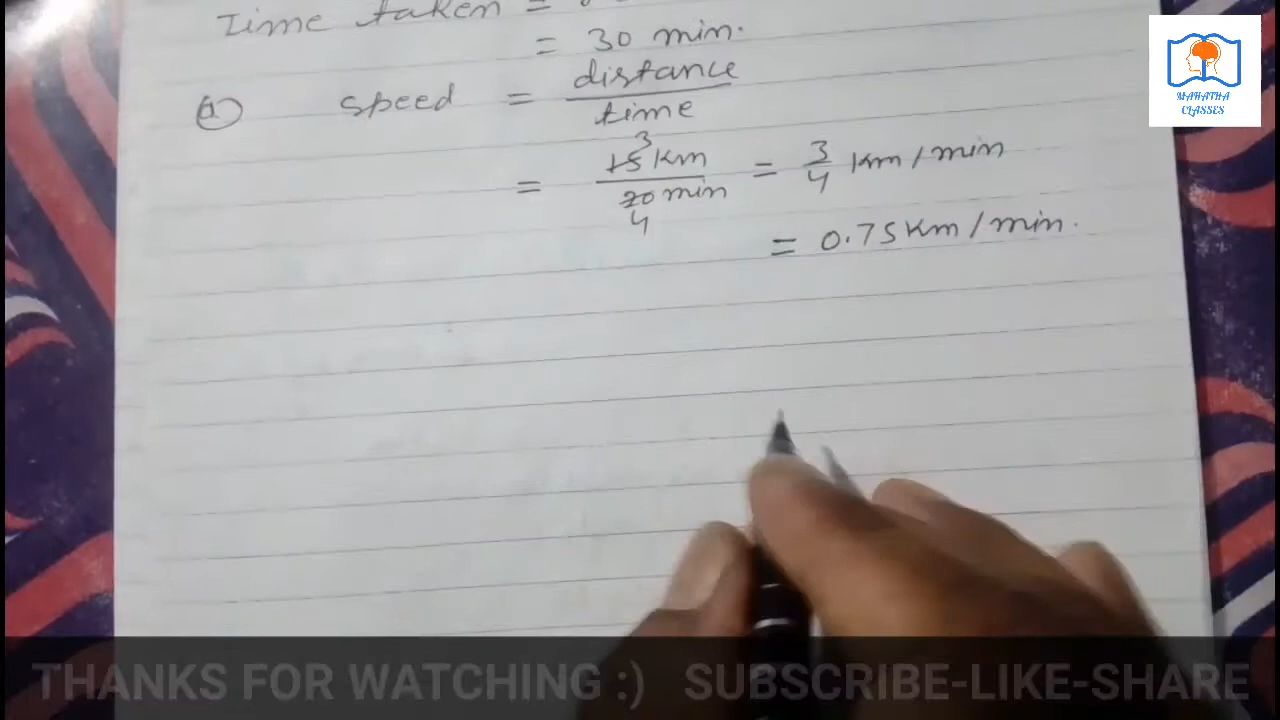 Time taken =
= 30 min.
(a) speed = distance / time
= 15 km / 20 min = 3/4 km/min
3
4
= 0.75 Km/min.
MAHATHA
CLASSES
THANKS FOR WATCHING :) SUBSCRIBE-LIKE-SHARE